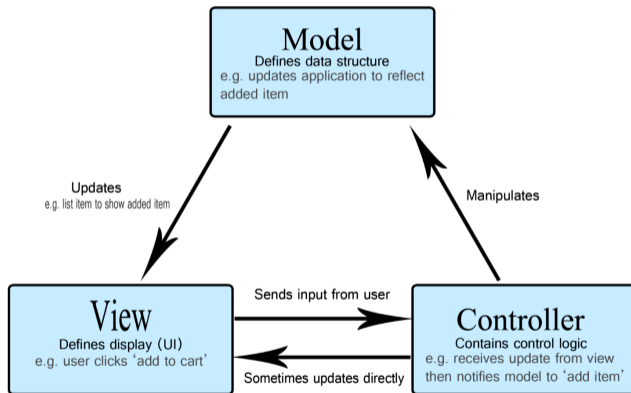 Model
Defines data structure
e.g. updates application to reflect
added item
Updates
e.g. list item to show added item
Manipulates
View
Defines display (UI)
e.g. user clicks ‘add to cart’
Sends input from user
Sometimes updates directly
Controller
Contains control logic
e.g. receives update from view
then notifies model to ‘add item’